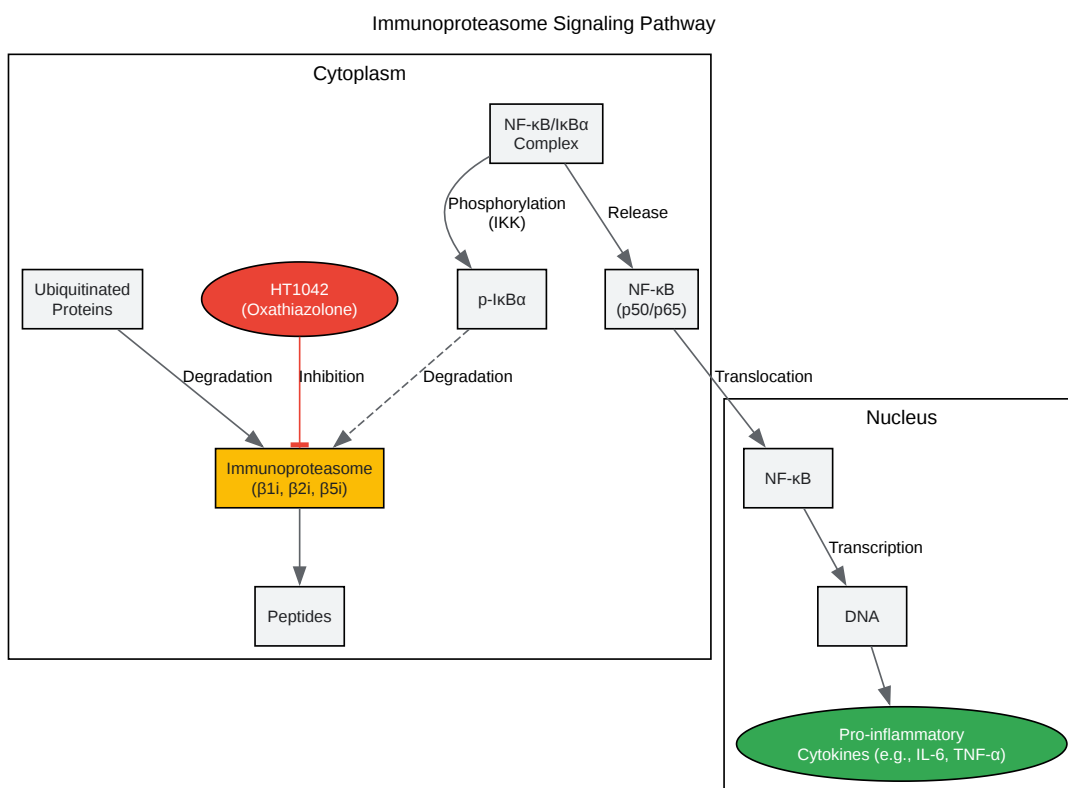 Immunoproteasome Signaling Pathway
Cytoplasm
NF-κB/IκBα
Complex
Phosphorylation
(IKK)
Release
Ubiquitinated
Proteins
HT1042
(Oxathiazolone)
p-IκBα
NF-κB
(p50/p65)
Degradation
Inhibition
Degradation
Translocation
Nucleus
Immunoproteasome
(β1i, β2i, β5i)
NF-κB
Transcription
Peptides
DNA
Pro-inflammatory
Cytokines (e.g., IL-6, TNF-α)